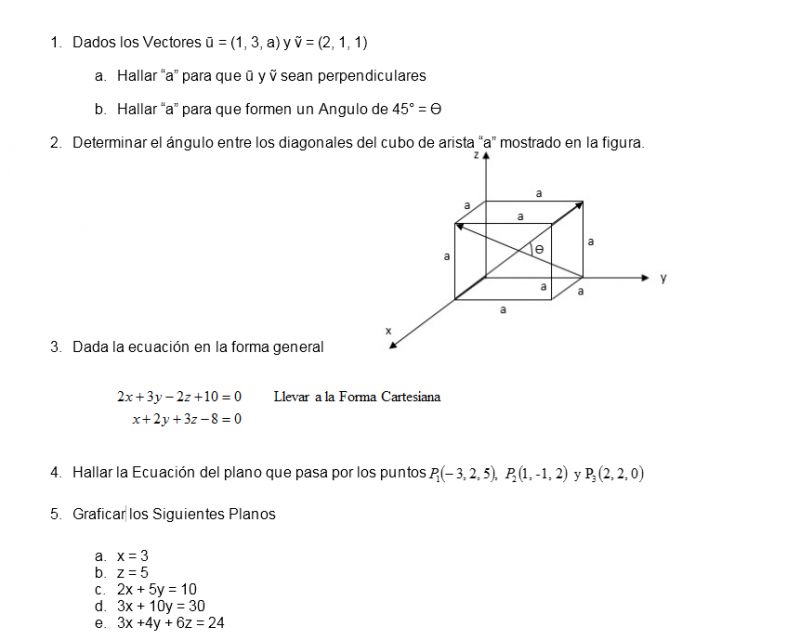 1. Dados los Vectores ū = (1, 3, a) y ṽ = (2, 1, 1)
a. Hallar “a” para que ū y ṽ sean perpendiculares
b. Hallar “a” para que formen un Angulo de 45° = Ө
2. Determinar el ángulo entre los diagonales del cubo de arista “a” mostrado en la figura.
z
a
a
a
a
Ө
a
y
a
a
a
x
3. Dada la ecuación en la forma general
2x + 3y − 2z + 10 = 0 Llevar a la Forma Cartesiana
x + 2y + 3z − 8 = 0
4. Hallar la Ecuación del plano que pasa por los puntos P₁(− 3, 2, 5), P₂(1, -1, 2) y P₃(2, 2, 0)
5. Graficar los Siguientes Planos
a. x = 3
b. z = 5
c. 2x + 5y = 10
d. 3x + 10y = 30
e. 3x +4y + 6z = 24